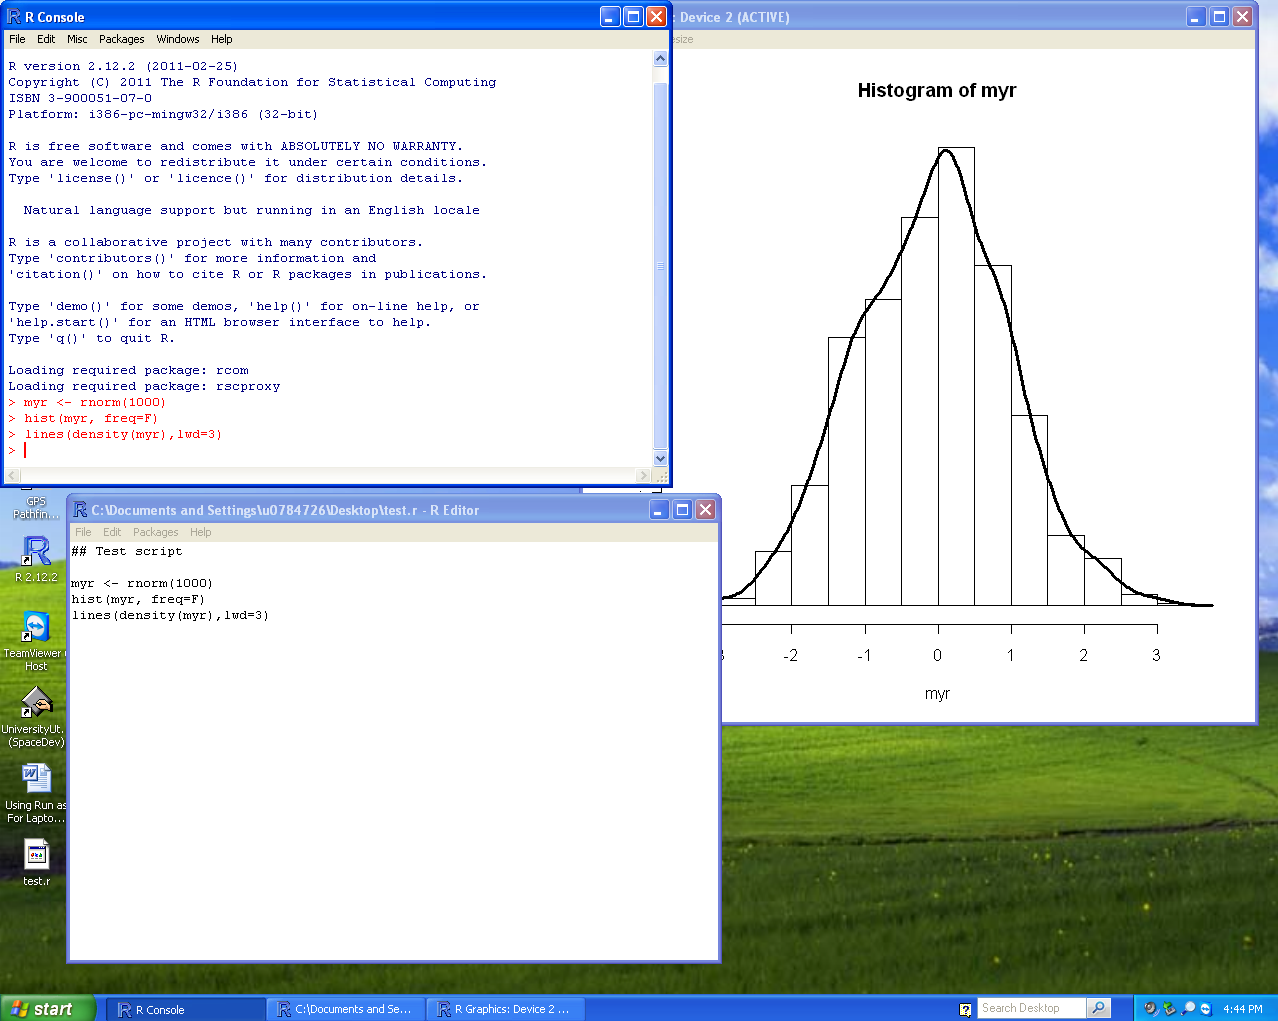 R Console
File Edit Misc Packages Windows Help
R version 2.12.2 (2011-02-25)
Copyright (C) 2011 The R Foundation for Statistical Computing
ISBN 3-900051-07-0
Platform: i386-pc-mingw32/i386 (32-bit)
R is free software and comes with ABSOLUTELY NO WARRANTY.
You are welcome to redistribute it under certain conditions.
Type 'license()' or 'licence()' for distribution details.
Natural language support but running in an English locale
R is a collaborative project with many contributors.
Type 'contributors()' for more information and
'citation()' on how to cite R or R packages in publications.
Type 'demo()' for some demos, 'help()' for on-line help, or
'help.start()' for an HTML browser interface to help.
Type 'q()' to quit R.
Loading required package: rcom
Loading required package: rscproxy
> myr <- rnorm(1000)
> hist(myr, freq=F)
> lines(density(myr),lwd=3)
>
: Device 2 (ACTIVE)
esize
Histogram of myr
-2 -1 0 1 2 3
myr
C:\Documents and Settings\u0784726\Desktop\test.r - R Editor
File Edit Packages Help
## Test script
myr <- rnorm(1000)
hist(myr, freq=F)
lines(density(myr),lwd=3)
GPS
Pathfin...
R 2.12.2
TeamViewer
Host
UniversityUt...
(SpaceDev)
Using Run as
For Lapto...
test.r
start
R Console
C:\Documents and Se...
R Graphics: Device 2 ...
Search Desktop
4:44 PM